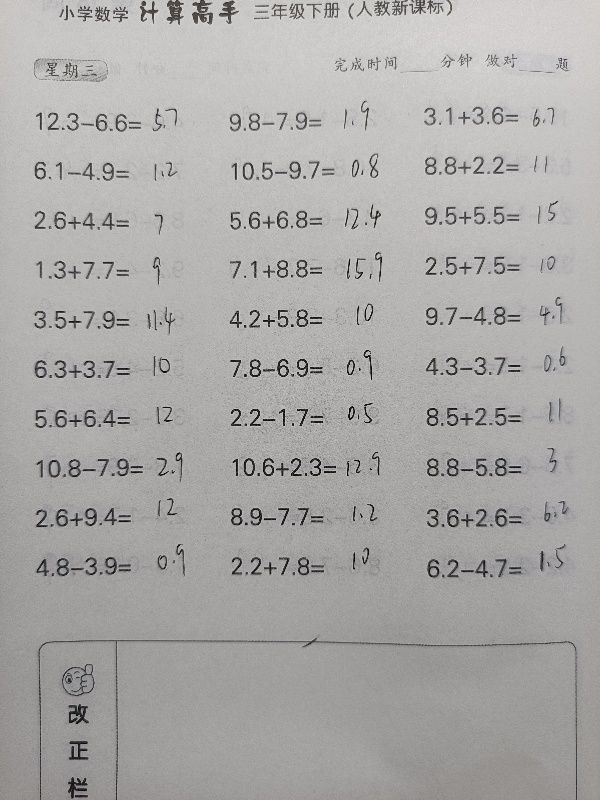 小学数学 计算高手 三年级下册（人教新课标）
星期三 完成时间____分钟 做对____题
12.3−6.6= 5.7 9.8−7.9= 1.9 3.1+3.6= 6.7
6.1−4.9= 1.2 10.5−9.7= 0.8 8.8+2.2= 11
2.6+4.4= 7 5.6+6.8= 12.4 9.5+5.5= 15
1.3+7.7= 9 7.1+8.8= 15.9 2.5+7.5= 10
3.5+7.9= 11.4 4.2+5.8= 10 9.7−4.8= 4.9
6.3+3.7= 10 7.8−6.9= 0.9 4.3−3.7= 0.6
5.6+6.4= 12 2.2−1.7= 0.5 8.5+2.5= 11
10.8−7.9= 2.9 10.6+2.3= 12.9 8.8−5.8= 3
2.6+9.4= 12 8.9−7.7= 1.2 3.6+2.6= 6.2
4.8−3.9= 0.9 2.2+7.8= 10 6.2−4.7= 1.5
改
正
栏